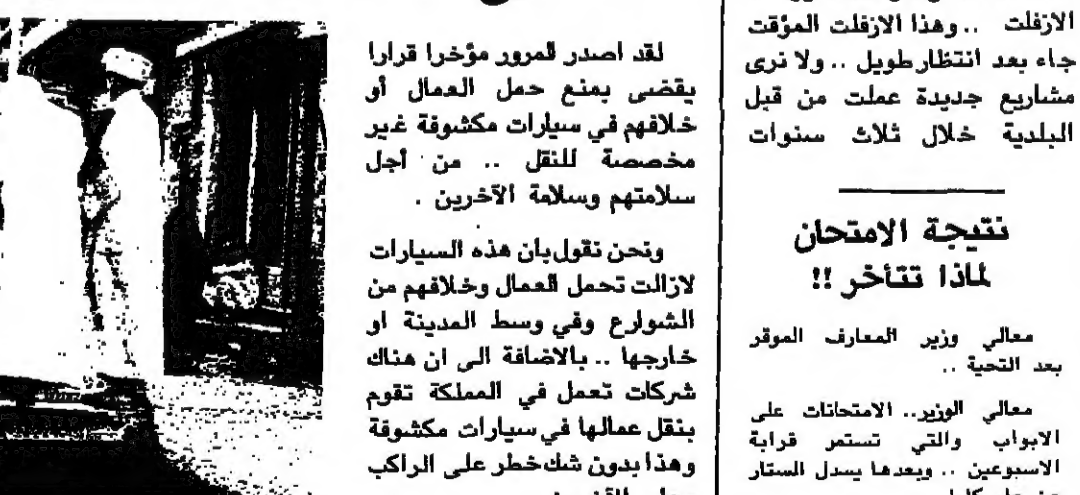 الازفلت .. وهذا الازفلت المؤقت
جاء بعد انتظار طويل .. ولا نرى
مشاريع جديدة عملت من قبل
البلدية خلال ثلاث سنوات
نتيجة الامتحان
لماذا تتأخر !!
معالي وزير المعارف الموقر
بعد التحية ..
معالي الوزير.. الامتحانات على
الابواب والتي تستمر قرابة
الاسبوعين .. وبعدها يسدل الستار
لقد اصدر المرور مؤخرا قرارا
يقضى بمنع حمل العمال أو
خلافهم في سيارات مكشوفة غير
مخصصة للنقل .. من أجل
سلامتهم وسلامة الآخرين .
ونحن نقول بأن هذه السيارات
لازالت تحمل العمال وخلافهم من
الشوارع وفي وسط المدينة او
خارجها .. بالاضافة الى ان هناك
شركات تعمل في المملكة تقوم
بنقل عمالها في سيارات مكشوفة
وهذا بدون شك خطر على الراكب